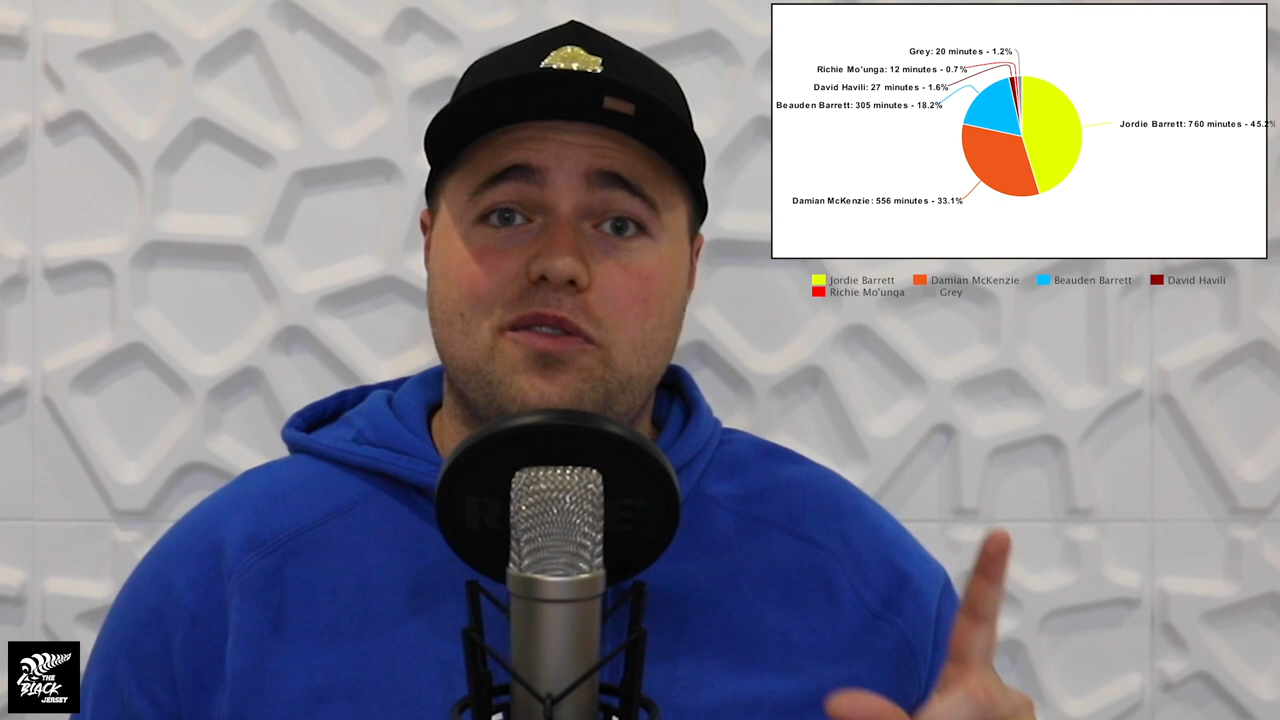 Grey: 20 minutes - 1.2%
Richie Mo'unga: 12 minutes - 0.7%
David Havili: 27 minutes - 1.6%
Beauden Barrett: 305 minutes - 18.2%
Jordie Barrett: 760 minutes - 45.2%
Damian McKenzie: 556 minutes - 33.1%
Jordie Barrett Damian McKenzie Beauden Barrett David Havili
Richie Mo'unga Grey
THE
BLACK
JERSEY